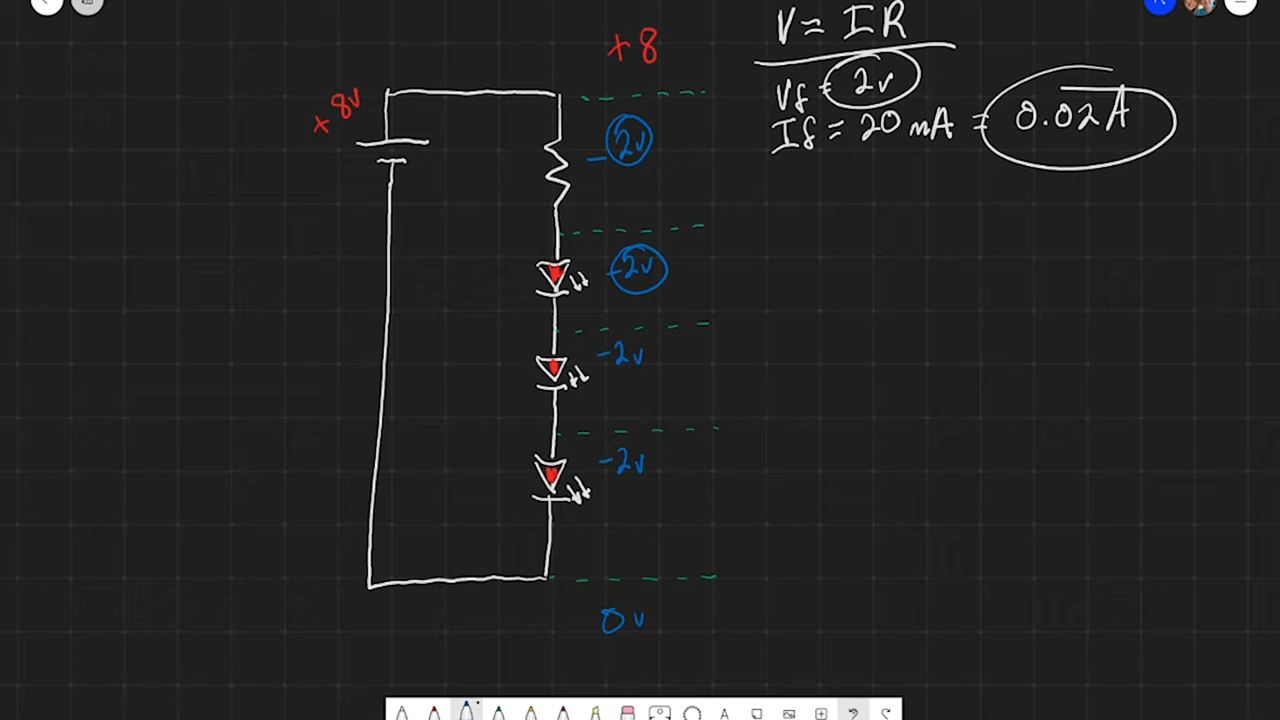 +8
V = IR
+ 8V
Vf = 2v
If = 20 mA = 0.02A
- 2v
- 2v
- 2v
- 2v
0v
A